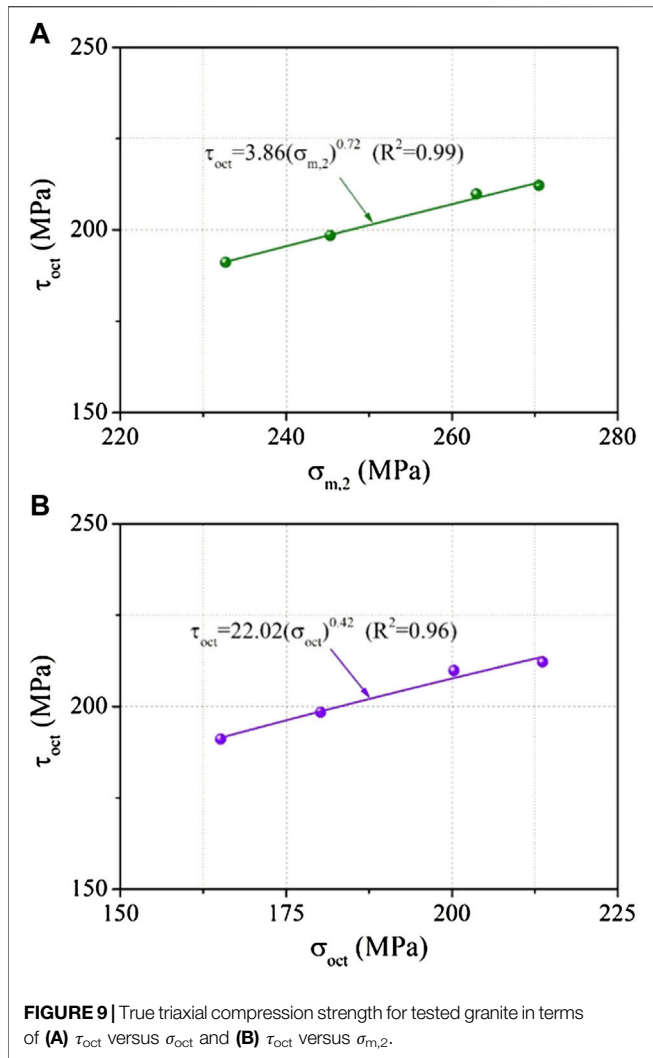 A
250
τoct=3.86(σm,2)^0.72 (R²=0.99)
τoct (MPa)
200
150
220 240 260 280
σm,2 (MPa)
B
250
τoct=22.02(σoct)^0.42 (R²=0.96)
τoct (MPa)
200
150
150 175 200 225
σoct (MPa)
FIGURE 9 | True triaxial compression strength for tested granite in terms
of (A) τoct versus σoct and (B) τoct versus σm,2.